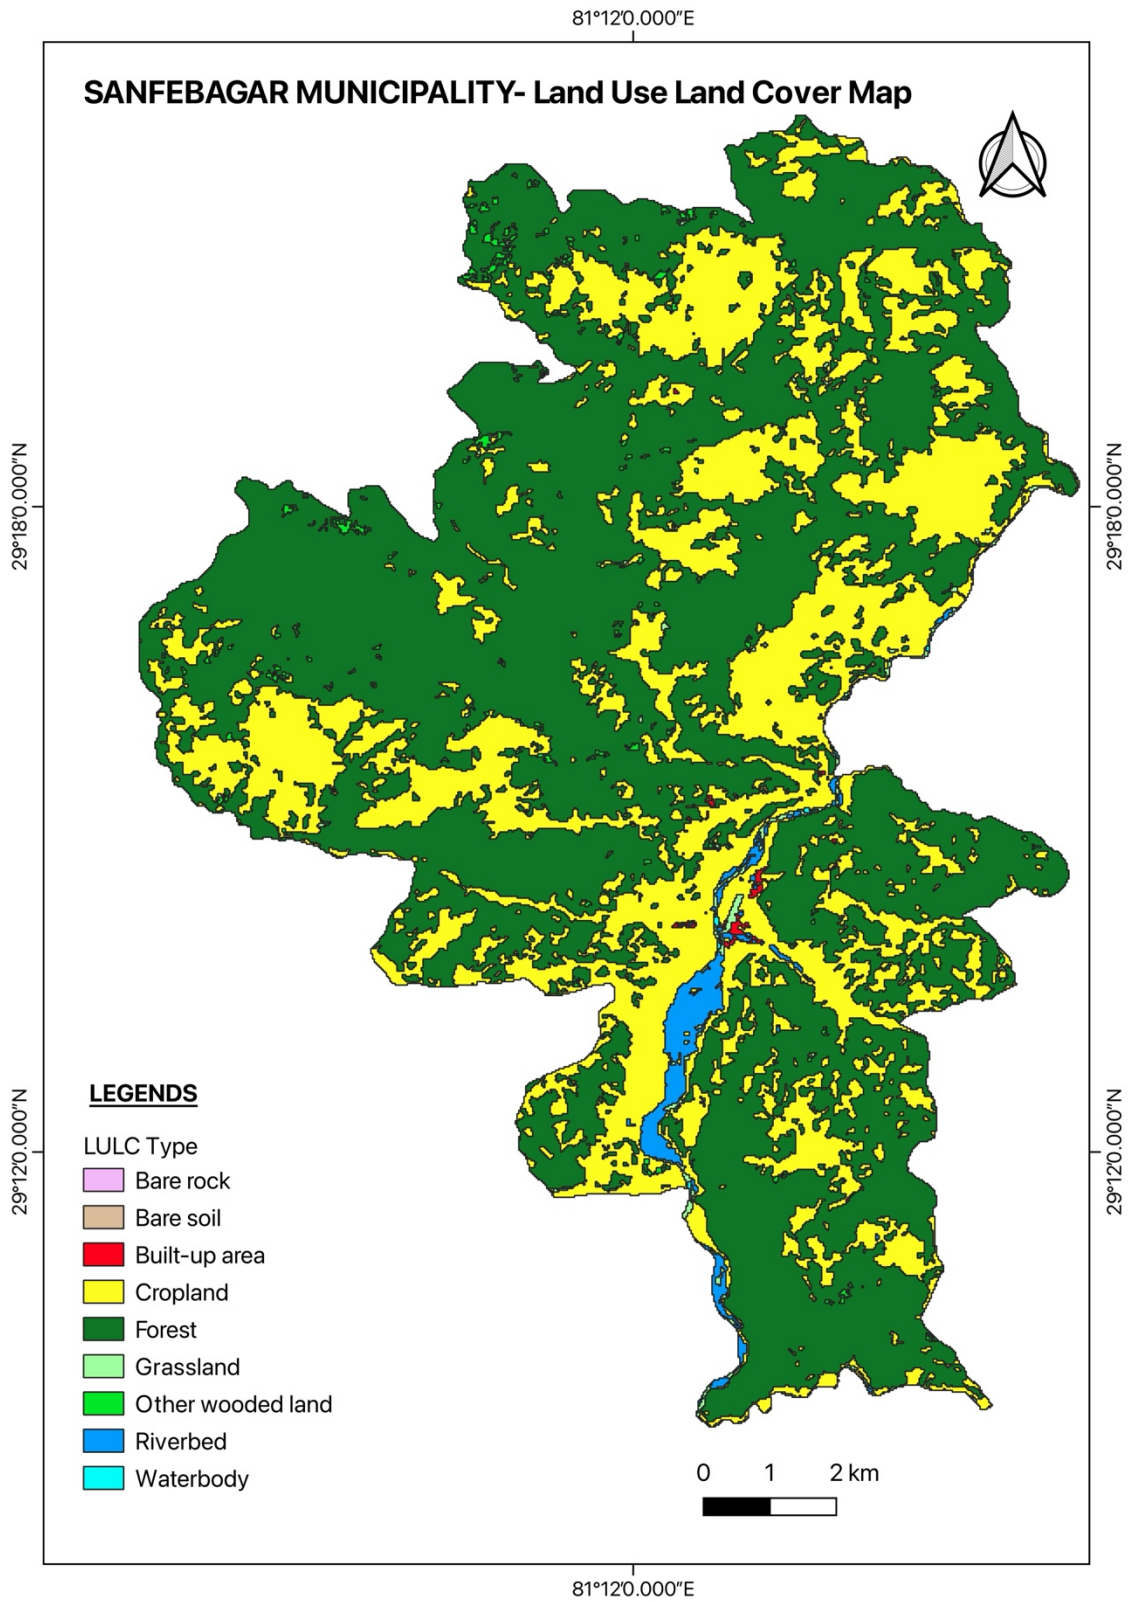 81°12'0.000"E
SANFEBAGAR MUNICIPALITY- Land Use Land Cover Map
29°18'0.000"N
29°18'0.000"N
29°12'0.000"N
29°12'0.000"N
LEGENDS
LULC Type
Bare rock
Bare soil
Built-up area
Cropland
Forest
Grassland
Other wooded land
Riverbed
Waterbody
0 1 2 km
81°12'0.000"E